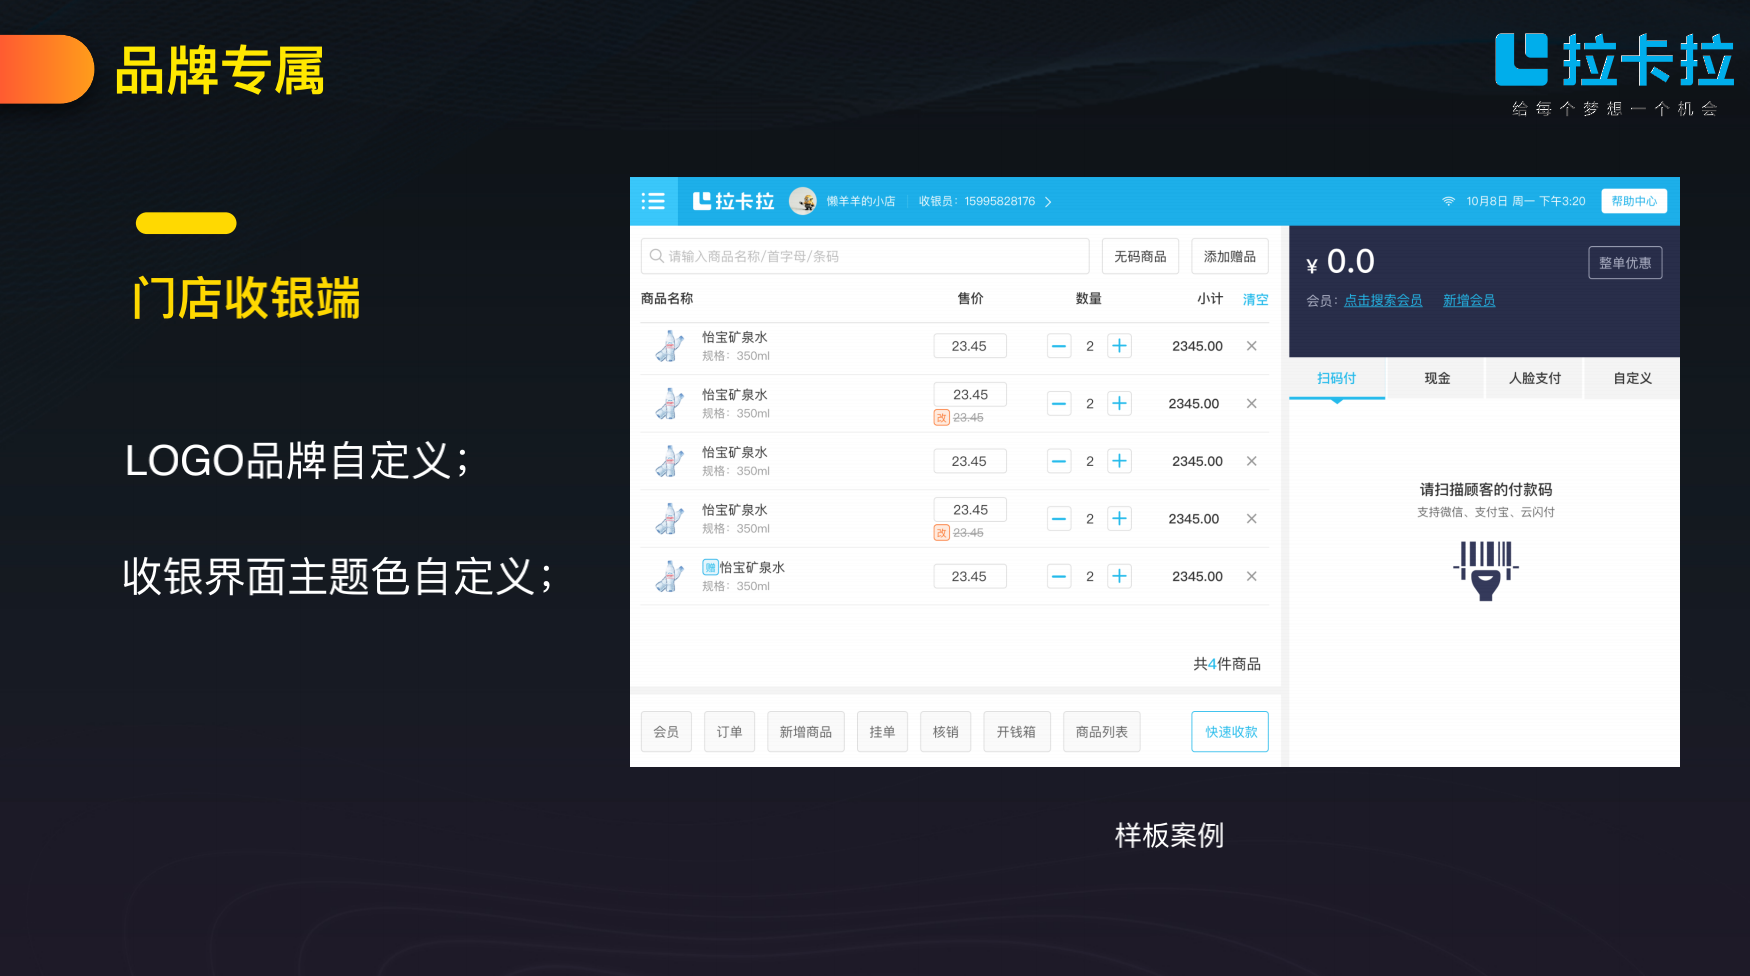 品牌专属
拉卡拉
给每个梦想一个机会
门店收银端
LOGO品牌自定义；
收银界面主题色自定义；
拉卡拉 懒羊羊的小店 收银员：15995828176
10月8日 周一 下午3:20 帮助中心
请输入商品名称/首字母/条码 无码商品 添加赠品
商品名称 售价 数量 小计 清空
怡宝矿泉水
规格：350ml
23.45 2 2345.00
怡宝矿泉水
规格：350ml
23.45 2 2345.00
改 23.45
怡宝矿泉水
规格：350ml
23.45 2 2345.00
怡宝矿泉水
规格：350ml
23.45 2 2345.00
改 23.45
赠 怡宝矿泉水
规格：350ml
23.45 2 2345.00
共4件商品
会员 订单 新增商品 挂单 核销 开钱箱 商品列表 快速收款
¥ 0.0 整单优惠
会员：点击搜索会员 新增会员
扫码付 现金 人脸支付 自定义
请扫描顾客的付款码
支持微信、支付宝、云闪付
样板案例